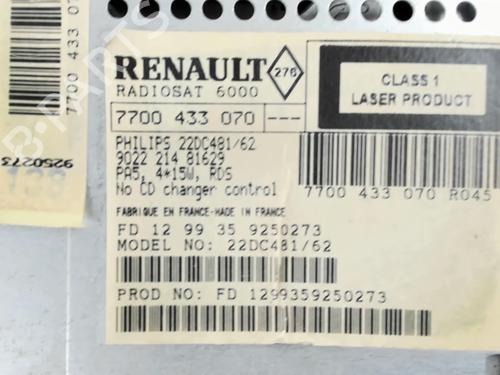 RENAULT 276
RADIOSAT 6000
7700 433 070 ---
PHILIPS 22DC481/62
9022 214 81629
PA5, 4*15W, RDS
No CD changer control
FABRIQUE EN FRANCE-MADE IN FRANCE
FD 12 99 35 9250273
MODEL NO: 22DC481/62
PROD NO: FD 1299359250273
CLASS 1
LASER PRODUCT
7700 433 070 R045
7700 433 07
9250273
B-PARTS